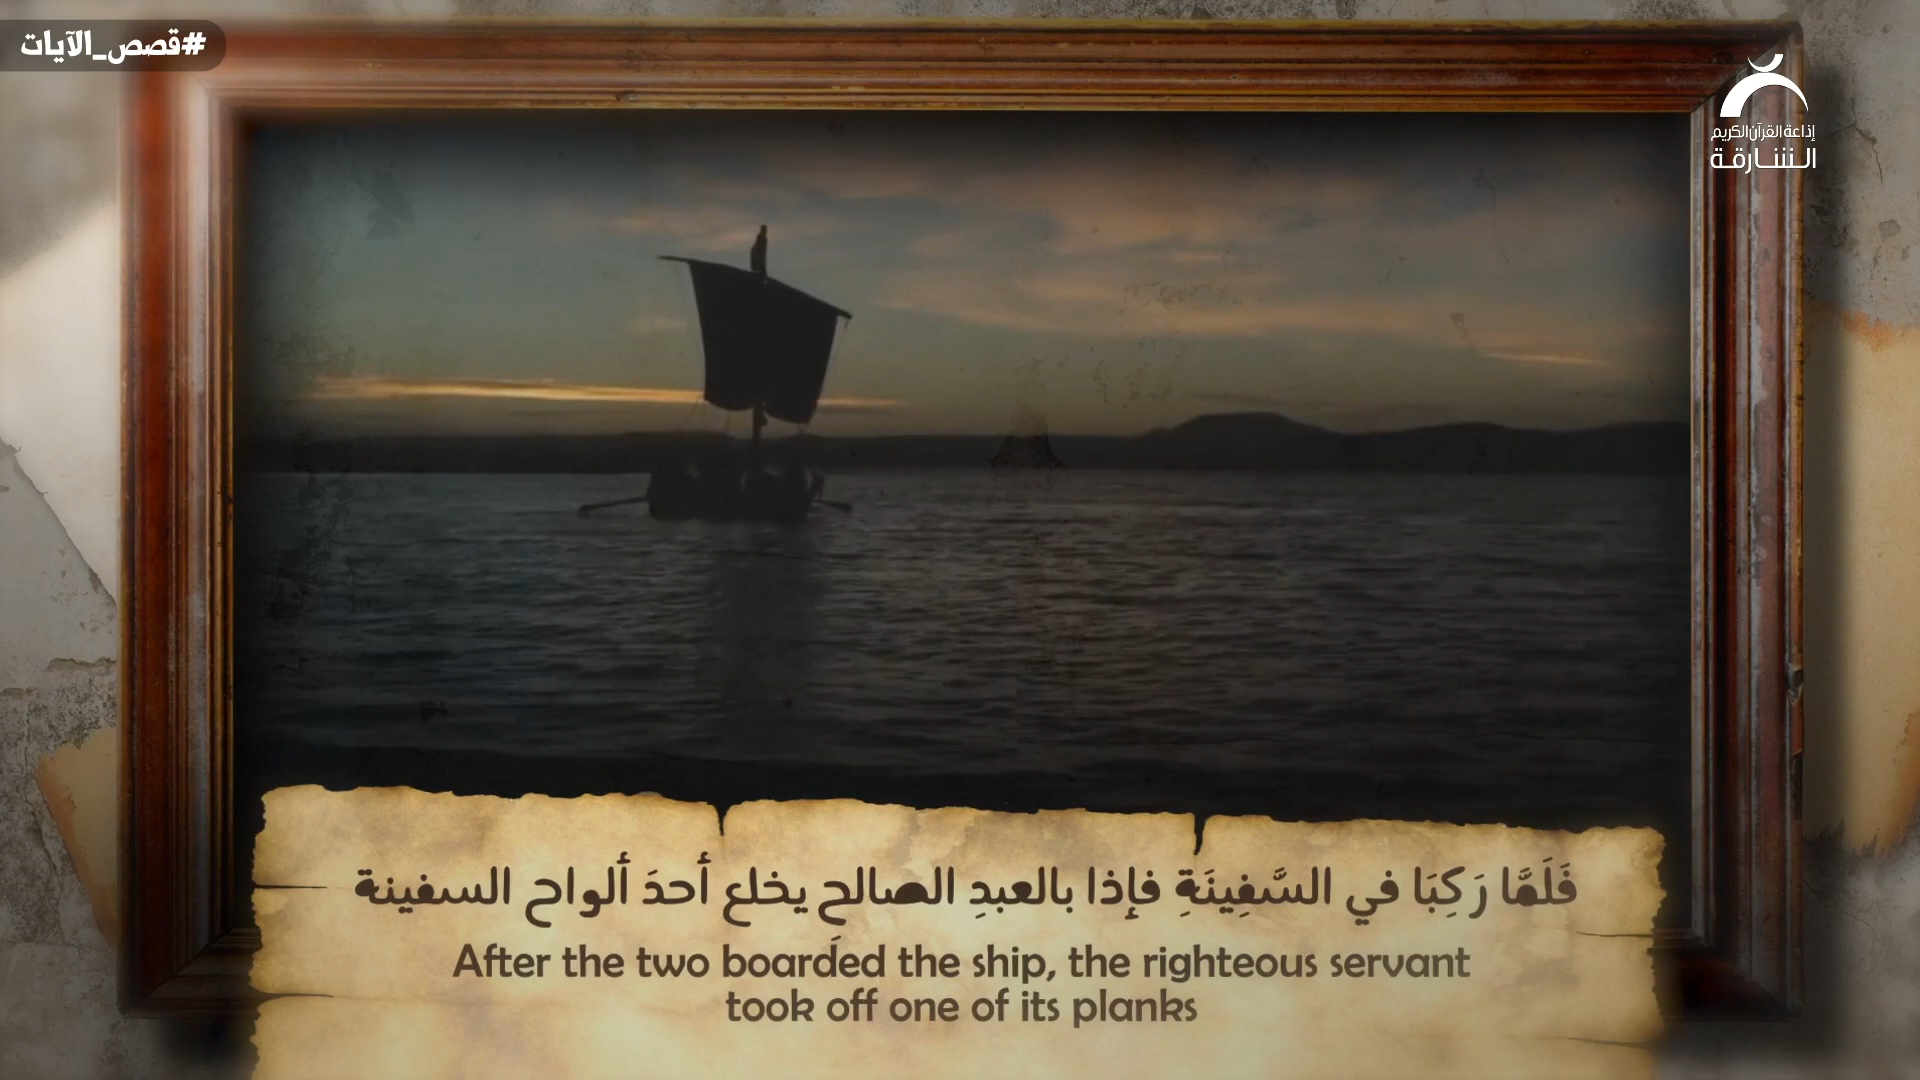 #قصص_الآيات
إذاعة القرآن الكريم
الشارقة
فَلَمَّا رَكِبَا في السَّفِينَةِ فإذا بالعبدِ الصالحِ يخلع أحدَ ألواح السفينة
After the two boarded the ship, the righteous servant
took off one of its planks